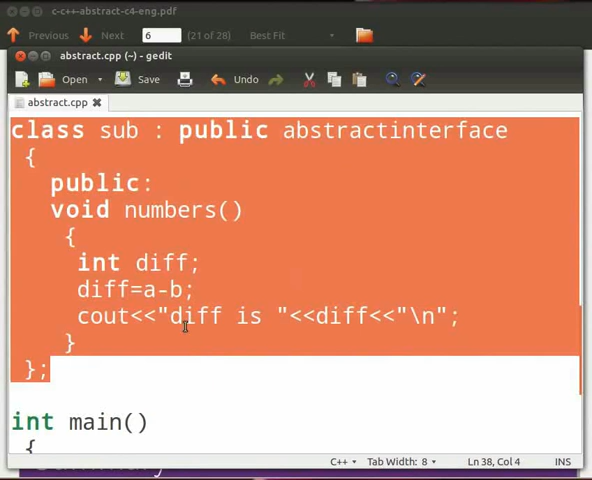 c-c++-abstract-c4-eng.pdf
Previous Next 6 (21 of 28) Best Fit
abstract.cpp (~) - gedit
Open Save Undo
abstract.cpp
class sub : public abstractinterface
{
public:
void numbers()
{
int diff;
diff=a-b;
cout<<"diff is "<<diff<<"\n";
}
};
int main()
{
C++ Tab Width: 8 Ln 38, Col 4 INS